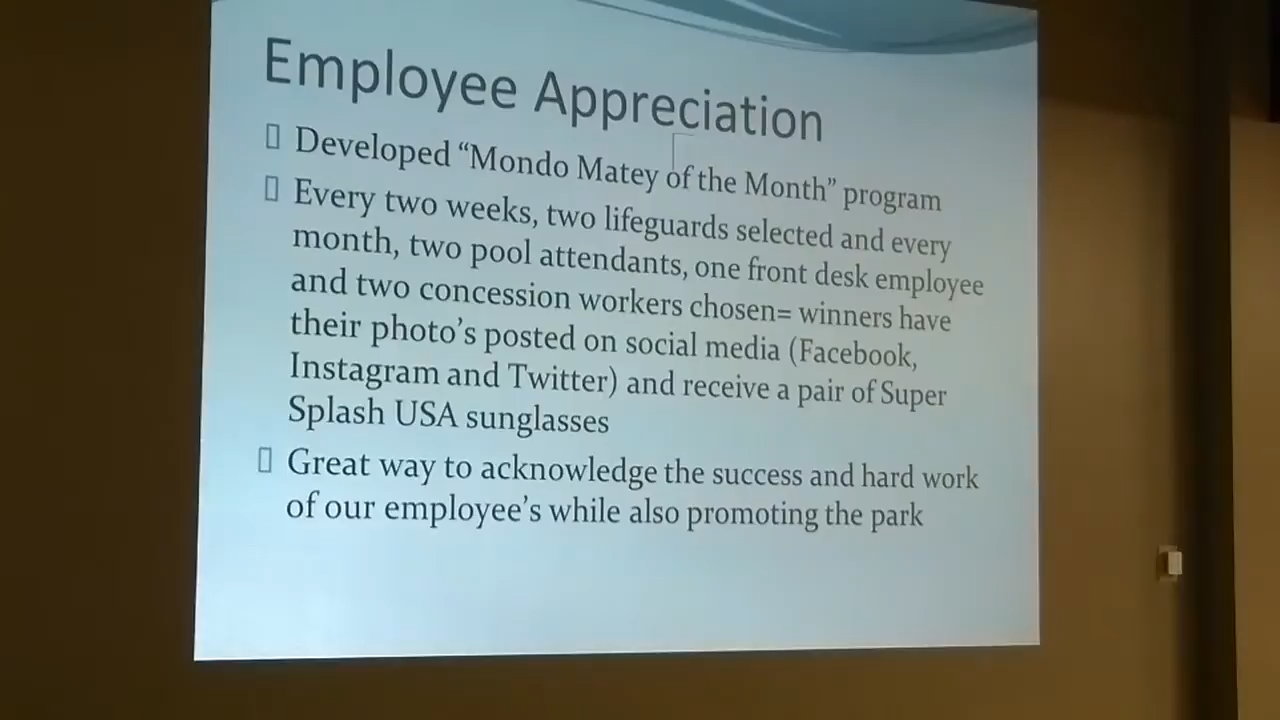 Employee Appreciation
Developed “Mondo Matey of the Month” program
Every two weeks, two lifeguards selected and every
month, two pool attendants, one front desk employee
and two concession workers chosen= winners have
their photo’s posted on social media (Facebook,
Instagram and Twitter) and receive a pair of Super
Splash USA sunglasses
Great way to acknowledge the success and hard work
of our employee’s while also promoting the park